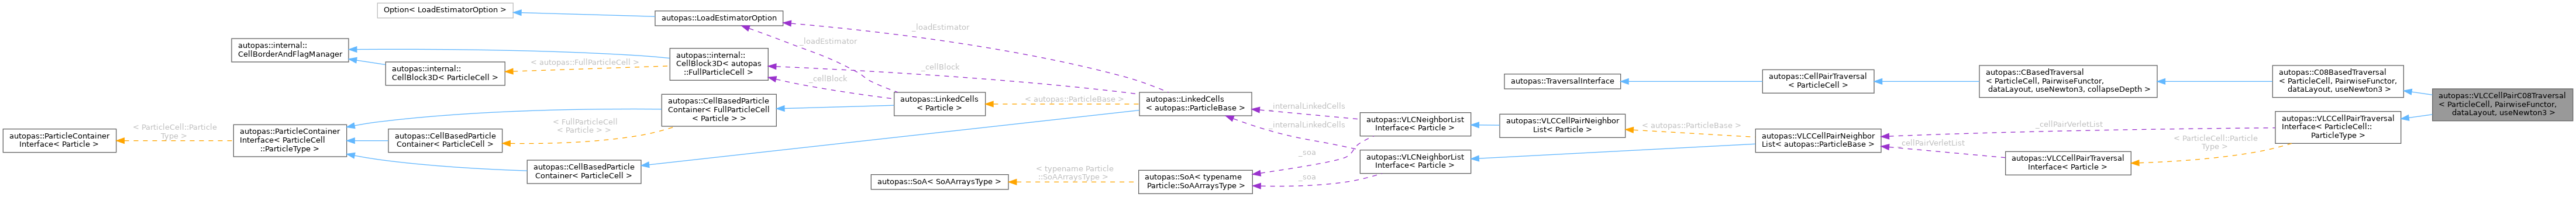 Option< LoadEstimatorOption >
autopas::LoadEstimatorOption
_loadEstimator
_loadEstimator
autopas::internal::
CellBorderAndFlagManager
autopas::internal::
CellBlock3D< ParticleCell >
< autopas::FullParticleCell >
autopas::internal::
CellBlock3D< autopas
::FullParticleCell >
_cellBlock
_cellBlock
autopas::ParticleContainer
Interface< Particle >
< ParticleCell::Particle
Type >
autopas::ParticleContainer
Interface< ParticleCell
::ParticleType >
autopas::CellBasedParticle
Container< ParticleCell >
< FullParticleCell
< Particle > >
autopas::CellBasedParticle
Container< FullParticleCell
< Particle > >
autopas::CellBasedParticle
Container< ParticleCell >
autopas::LinkedCells
< Particle >
< autopas::ParticleBase >
autopas::LinkedCells
< autopas::ParticleBase >
autopas::SoA< SoAArraysType >
< typename Particle
::SoAArraysType >
autopas::SoA< typename
Particle::SoAArraysType >
_internalLinkedCells
_internalLinkedCells
_soa
_soa
autopas::VLCNeighborList
Interface< Particle >
autopas::VLCNeighborList
Interface< Particle >
autopas::VLCCellPairNeighbor
List< Particle >
< autopas::ParticleBase >
autopas::VLCCellPairNeighbor
List< autopas::ParticleBase >
autopas::TraversalInterface
autopas::CellPairTraversal
< ParticleCell >
autopas::CBasedTraversal
< ParticleCell, PairwiseFunctor,
dataLayout, useNewton3, collapseDepth >
autopas::C08BasedTraversal
< ParticleCell, PairwiseFunctor,
dataLayout, useNewton3 >
_cellPairVerletList
_cellPairVerletList
autopas::VLCCellPairTraversal
Interface< Particle >
< ParticleCell::Particle
Type >
autopas::VLCCellPairTraversal
Interface< ParticleCell::
ParticleType >
autopas::VLCCellPairC08Traversal
< ParticleCell, PairwiseFunctor,
dataLayout, useNewton3 >